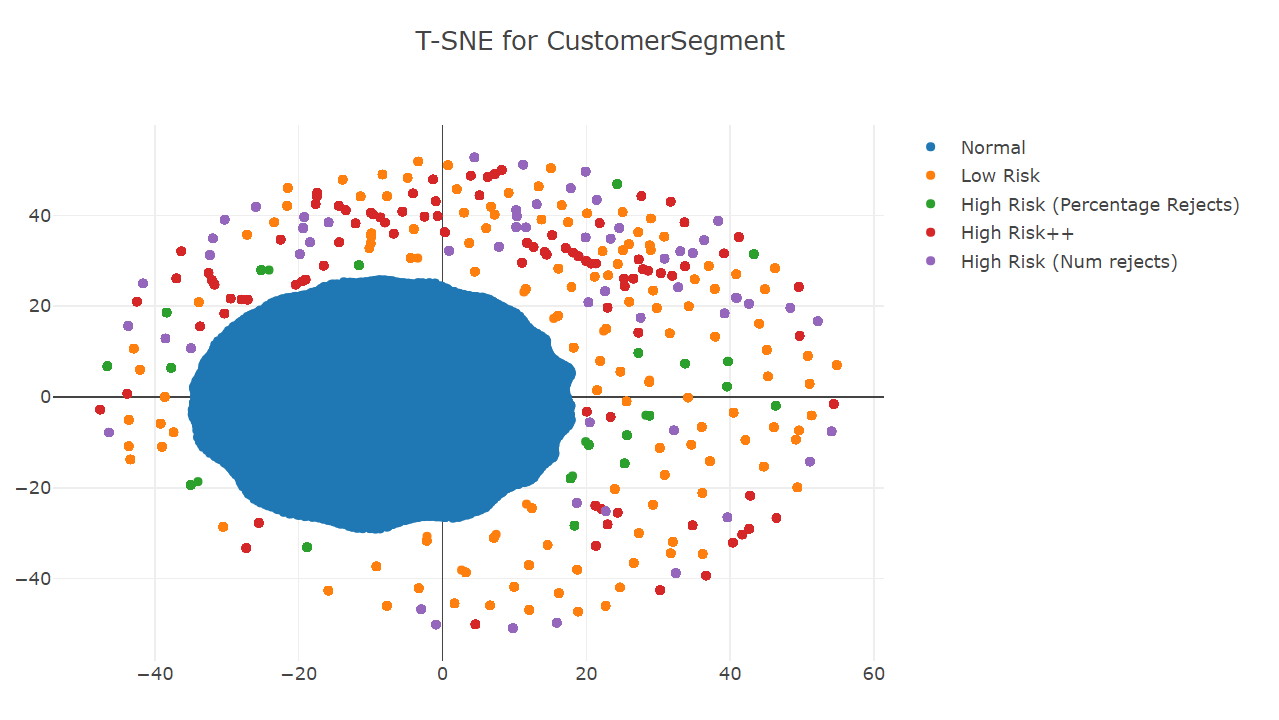 T-SNE for CustomerSegment
Normal
Low Risk
High Risk (Percentage Rejects)
High Risk++
High Risk (Num rejects)
40
20
0
−20
−40
−40
−20
0
20
40
60